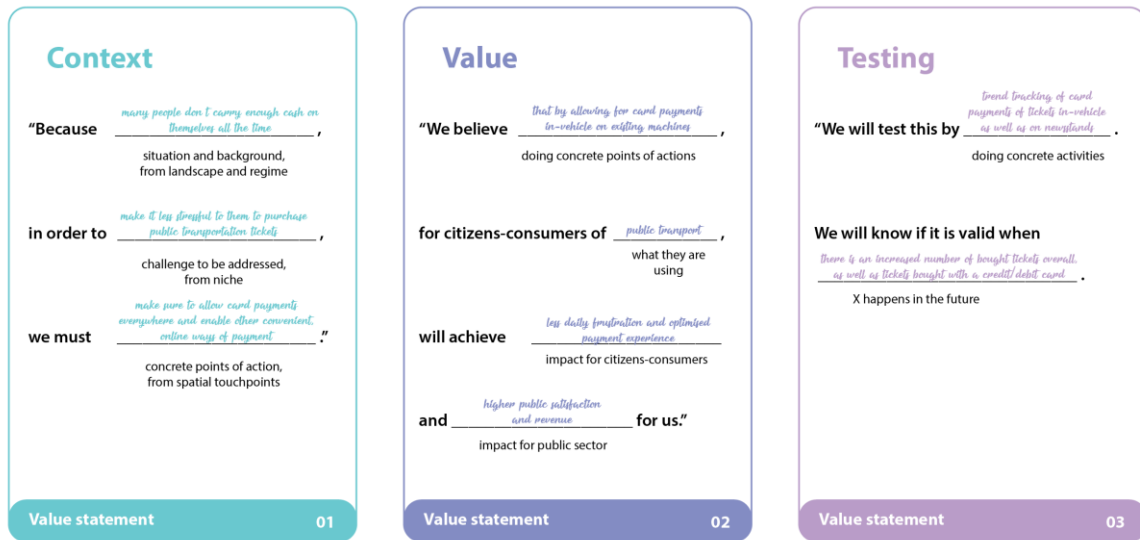 Context
many people don't carry enough cash on
“Because themselves all the time ,
situation and background,
from landscape and regime
make it less stressful to them to purchase
in order to public transportation tickets ,
challenge to be addressed,
from niche
make sure to allow card payments
everywhere and enable other convenient,
we must online ways of payment .”
concrete points of action,
from spatial touchpoints
Value statement 01
Value
that by allowing for card payments
“We believe in-vehicle on existing machines ,
doing concrete points of actions
for citizens-consumers of public transport ,
what they are
using
less daily frustration and optimised
will achieve payment experience
impact for citizens-consumers
higher public satisfaction
and and revenue for us.”
impact for public sector
Value statement 02
Testing
trend tracking of card
payments of tickets in-vehicle
“We will test this by as well as on newstands .
doing concrete activities
We will know if it is valid when
there is an increased number of bought tickets overall,
as well as tickets bought with a credit/debit card .
X happens in the future
Value statement 03